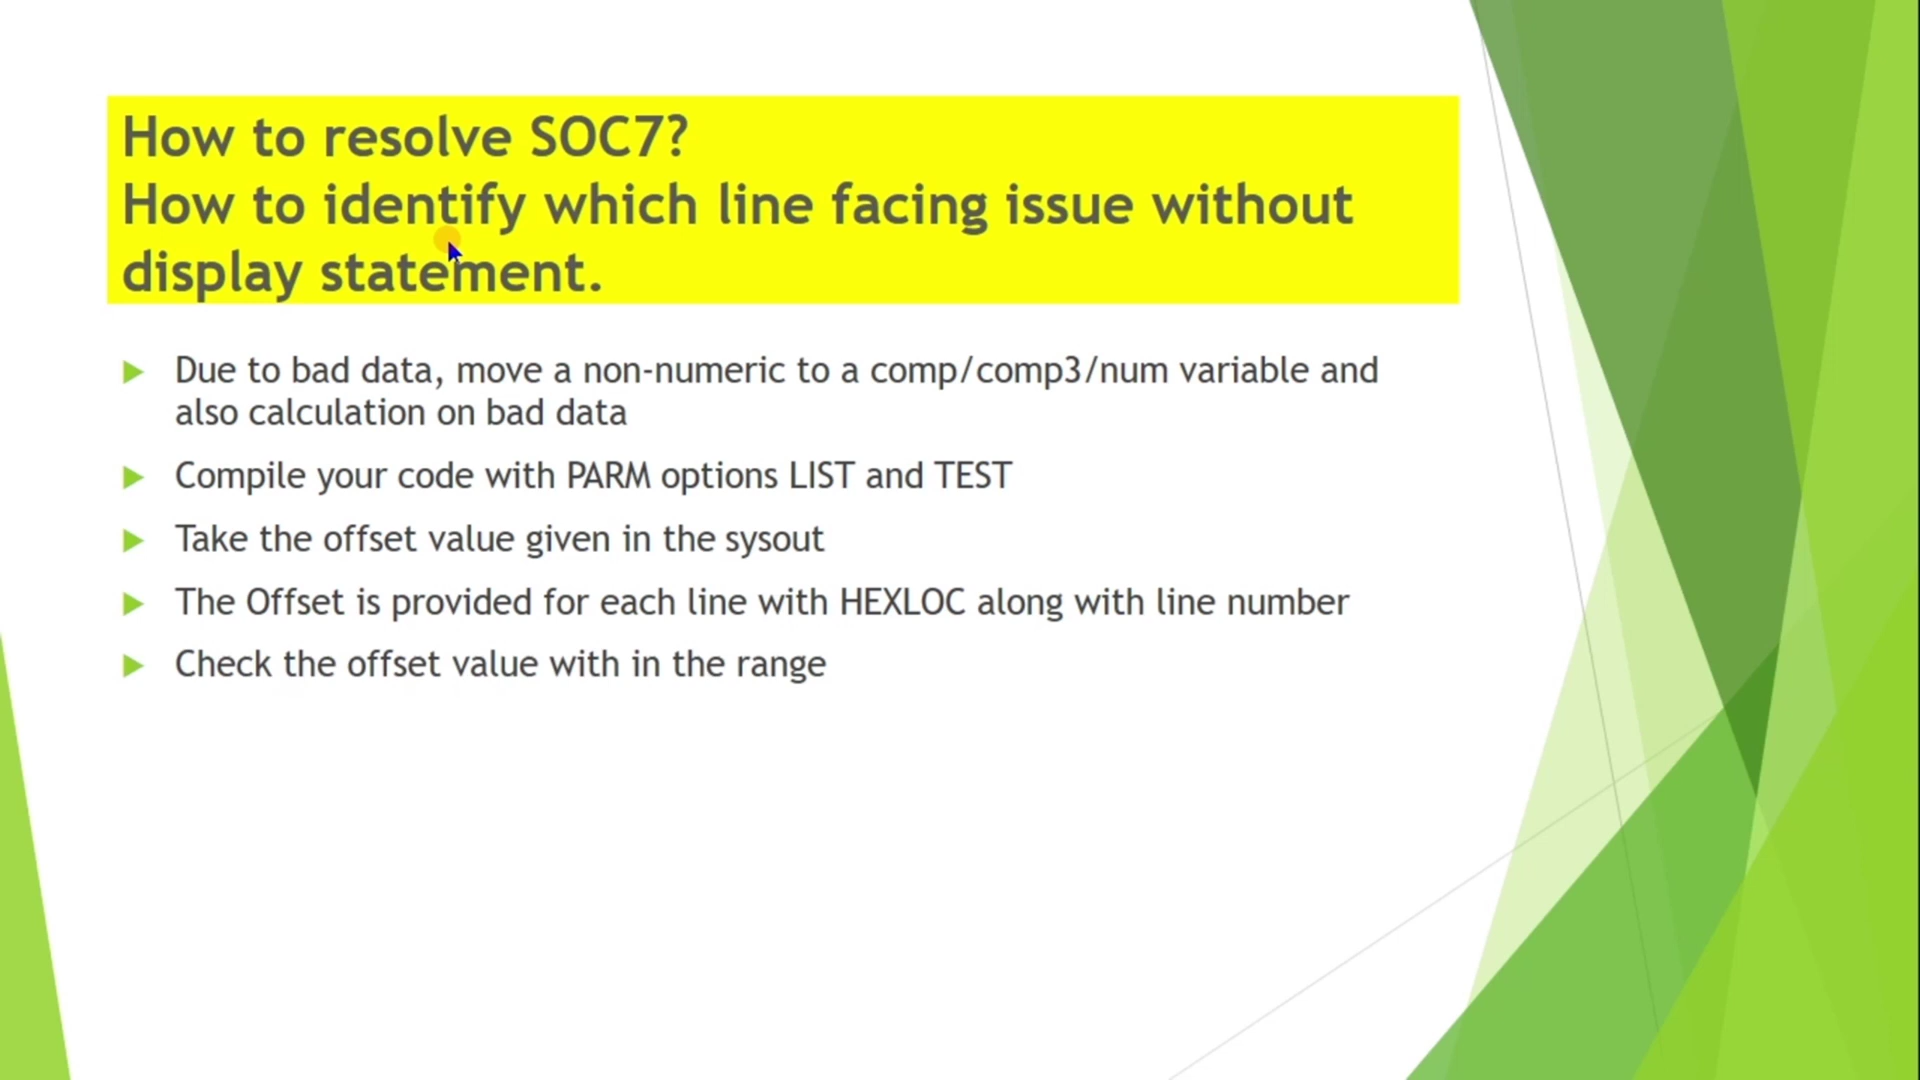 How to resolve SOC7?
How to identify which line facing issue without
display statement.
Due to bad data, move a non-numeric to a comp/comp3/num variable and
also calculation on bad data
Compile your code with PARM options LIST and TEST
Take the offset value given in the sysout
The Offset is provided for each line with HEXLOC along with line number
Check the offset value with in the range